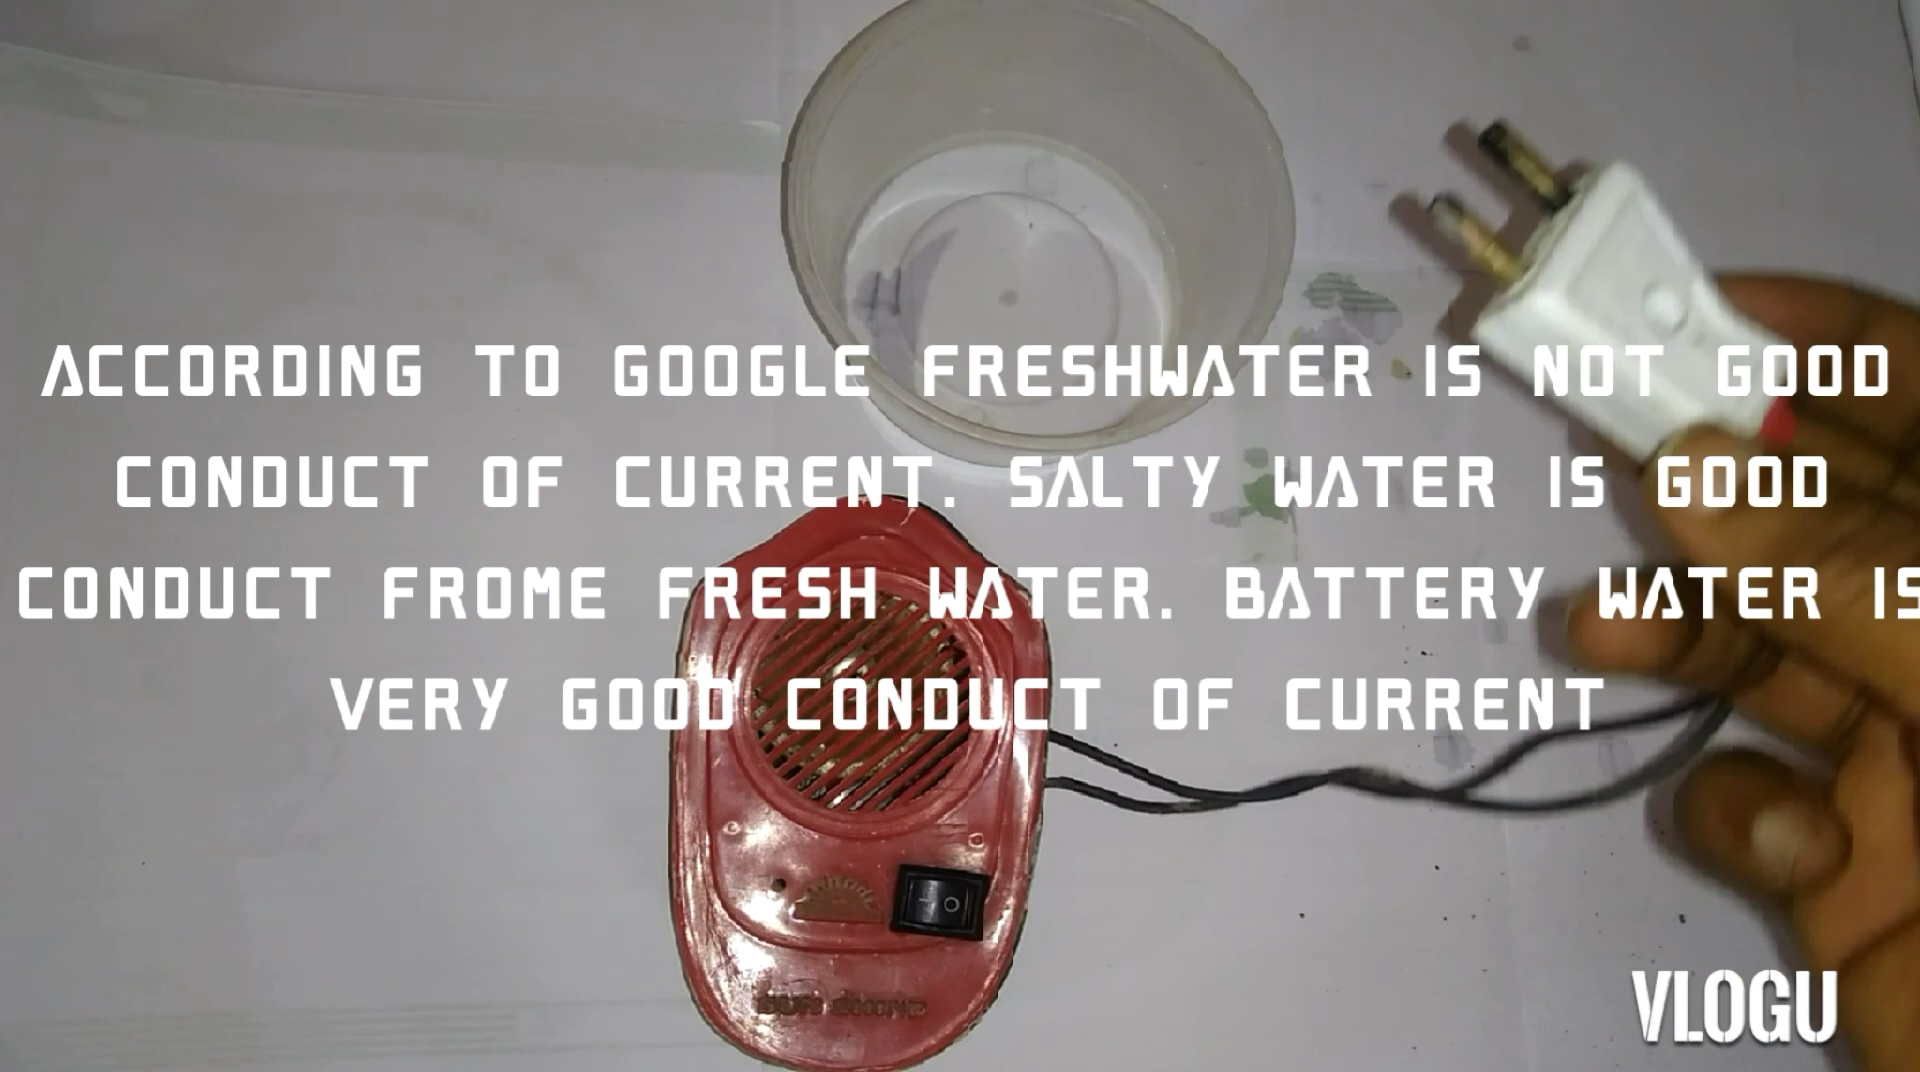 ACCORDING TO GOOGLE FRESHWATER IS NOT GOOD
CONDUCT OF CURRENT. SALTY WATER IS GOOD
CONDUCT FROME FRESH WATER. BATTERY WATER IS
VERY GOOD CONDUCT OF CURRENT
VLOGU